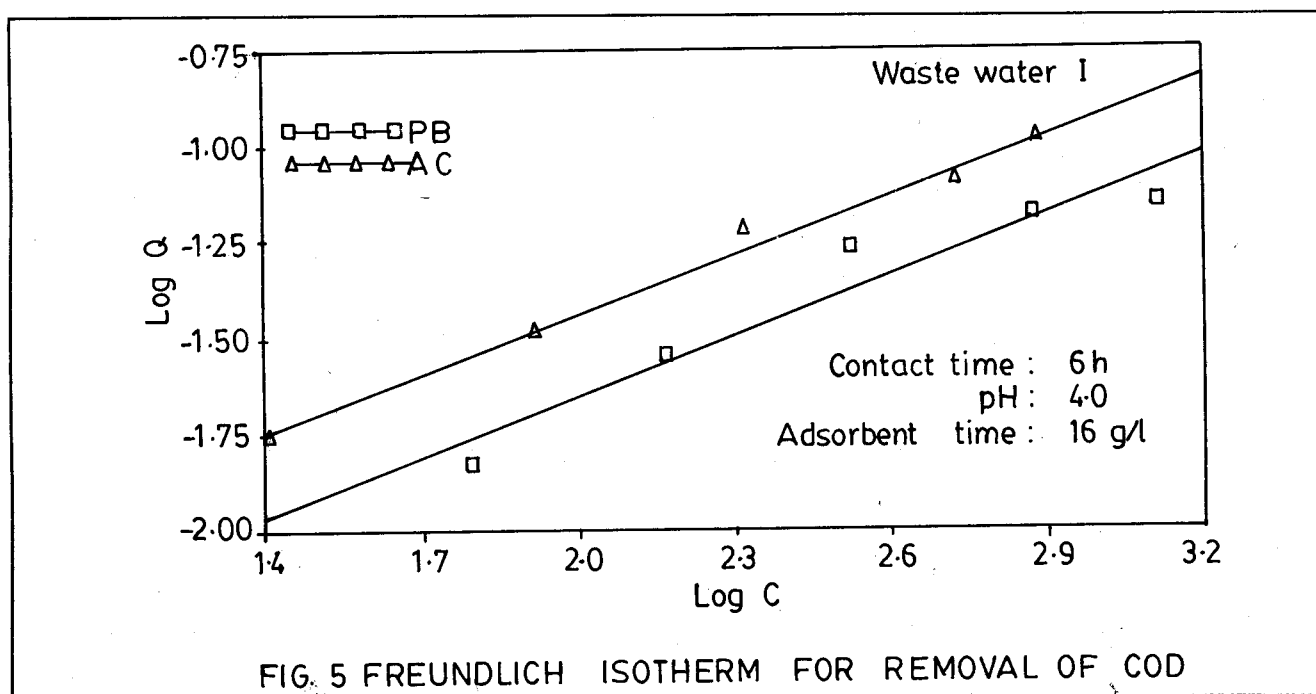 Waste water I
PB
AC
-0.75
-1.00
-1.25
-1.50
-1.75
-2.00
Log Q
Contact time : 6 h
pH : 4.0
Adsorbent time : 16 g/l
1.4 1.7 2.0 2.3 2.6 2.9 3.2
Log C
FIG. 5 FREUNDLICH ISOTHERM FOR REMOVAL OF COD